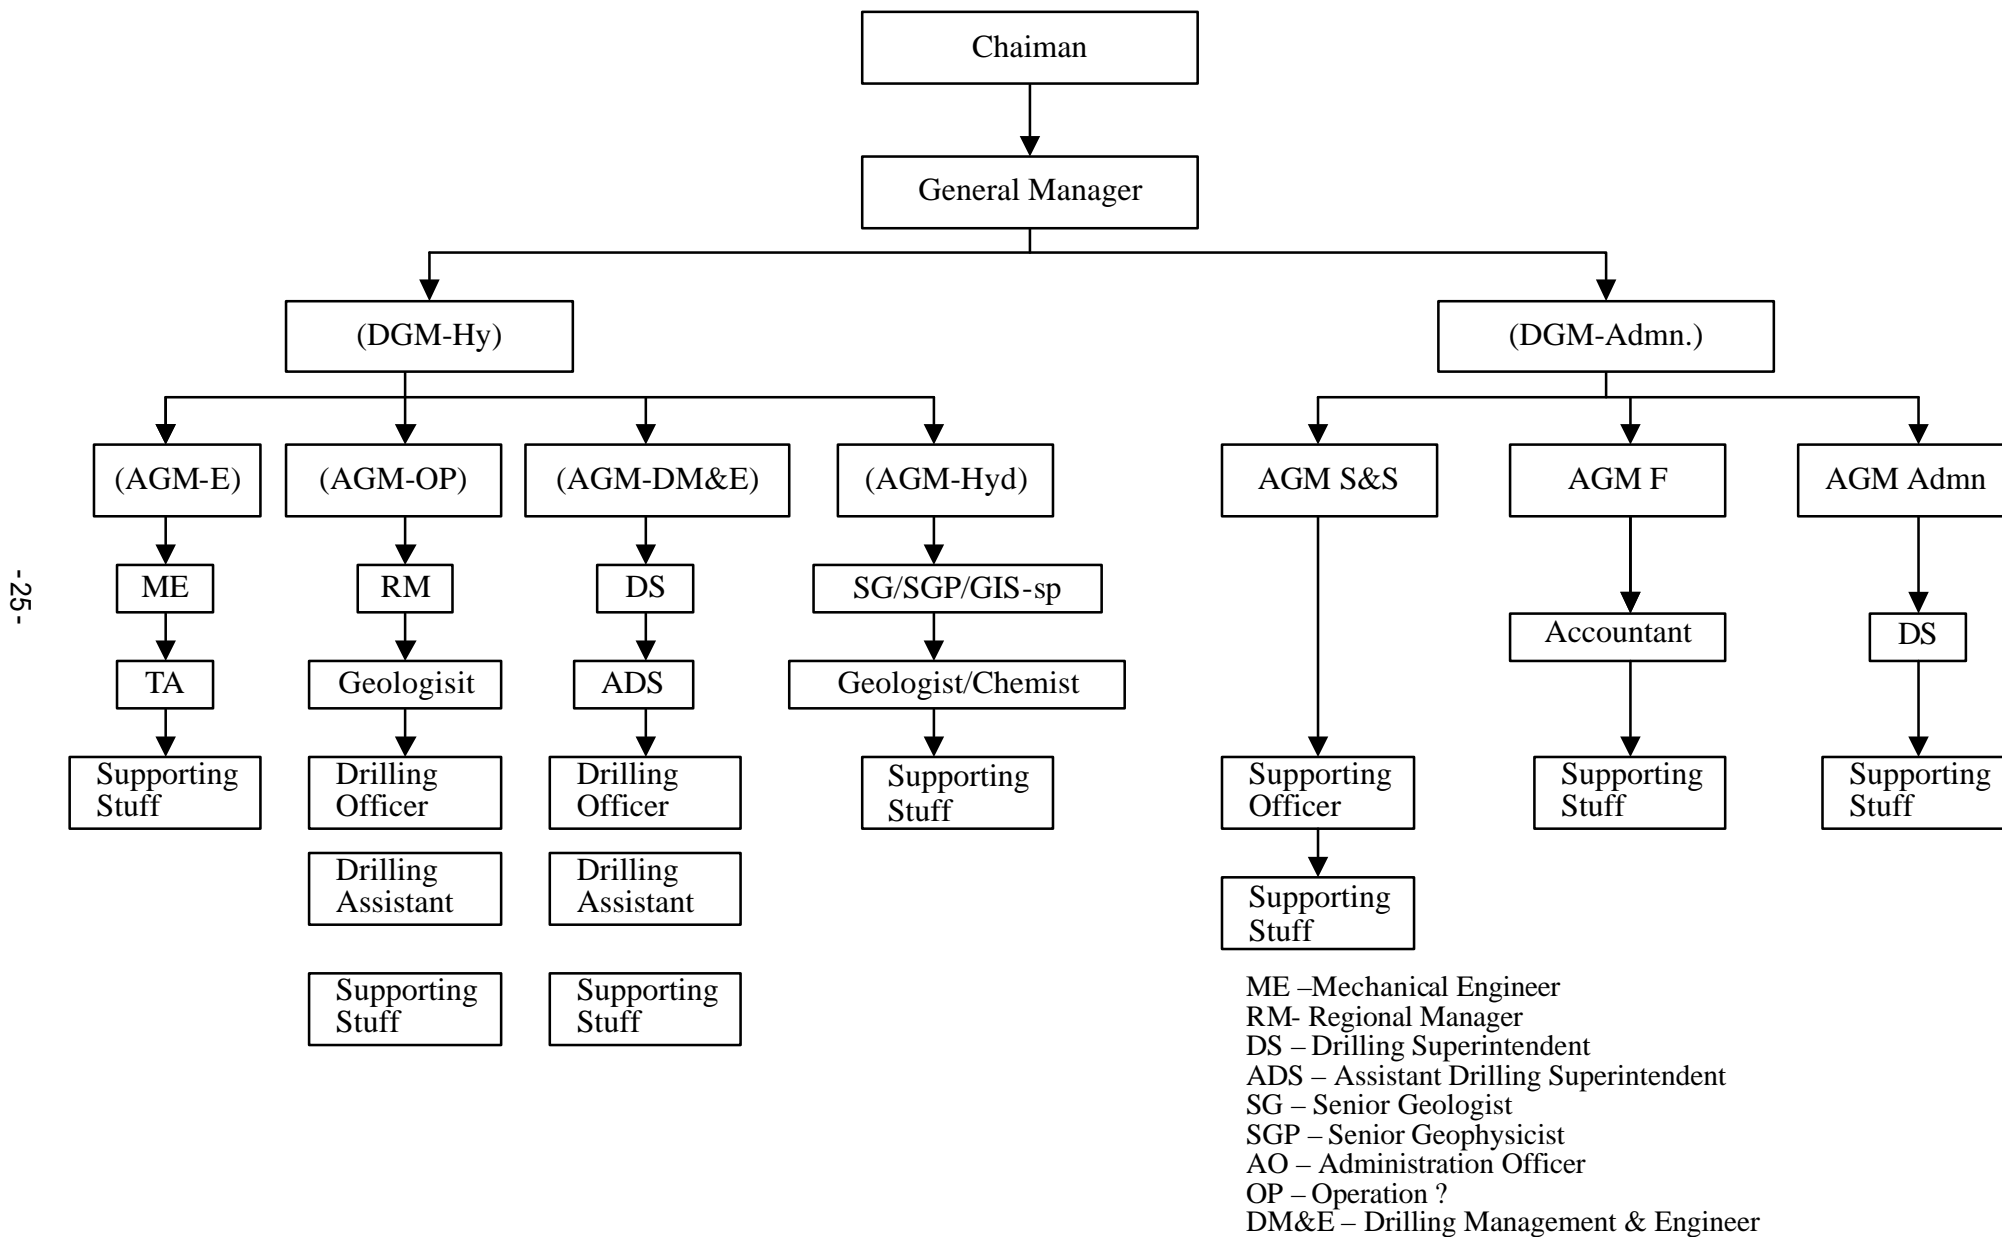 Chaiman
General Manager
(DGM-Hy)
(DGM-Admn.)
(AGM-E)
(AGM-OP)
(AGM-DM&E)
(AGM-Hyd)
AGM S&S
AGM F
AGM Admn
ME
RM
DS
SG/SGP/GIS-sp
Accountant
DS
TA
Geologisit
ADS
Geologist/Chemist
Supporting
Stuff
Drilling
Officer
Drilling
Officer
Supporting
Stuff
Supporting
Officer
Supporting
Stuff
Supporting
Stuff
Drilling
Assistant
Drilling
Assistant
Supporting
Stuff
Supporting
Stuff
Supporting
Stuff
ME –Mechanical Engineer
RM- Regional Manager
DS – Drilling Superintendent
ADS – Assistant Drilling Superintendent
SG – Senior Geologist
SGP – Senior Geophysicist
AO – Administration Officer
OP – Operation ?
DM&E – Drilling Management & Engineer
-25-